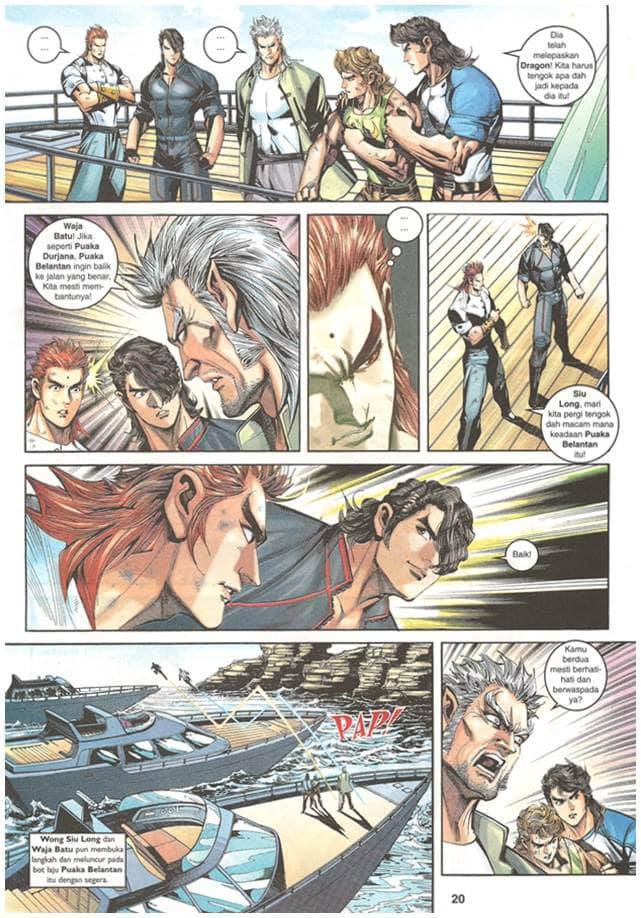 ...
...
...
...
Dia
telah
melepaskan
Dragon! Kita harus
tengok apa dah
jadi kepada
dia itu!
Waja
Batu! Jika
seperti Puaka
Durjana, Puaka
Belantan ingin balik
ke jalan yang benar,
Kita mesti mem-
bantunya!
...
...
Siu
Long, mari
kita pergi tengok
dah macam mana
keadaan Puaka
Belantan
itu!
Baik!
PAP!
Wong Siu Long dan
Waja Batu pun membuka
langkah dan meluncur pada
bot laju Puaka Belantan
itu dengan segera.
Kamu
berdua
mesti berhati-
hati dan
berwaspada
ya?
20